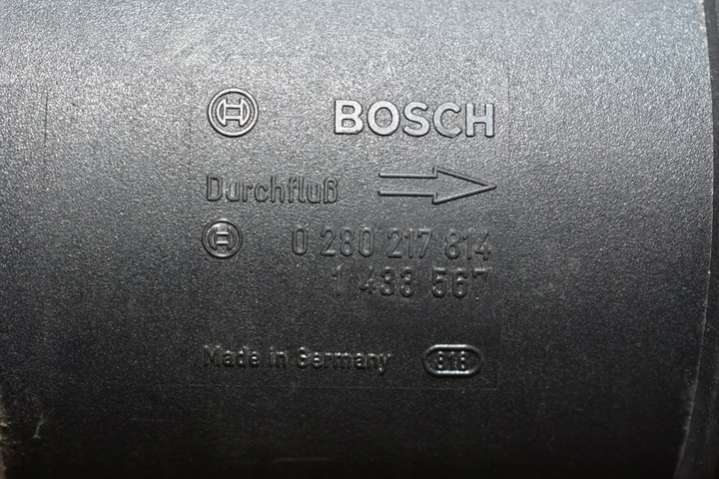 BOSCH
Durchfluß
0 280 217 814
1 433 567
Made in Germany 818